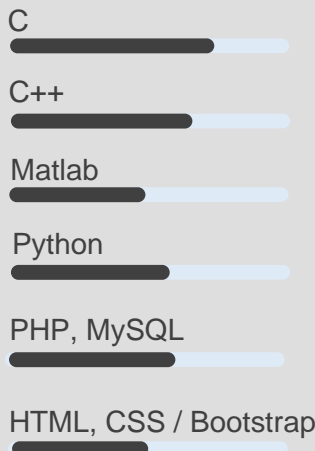 C
C++
Matlab
Python
PHP, MySQL
HTML, CSS / Bootstrap